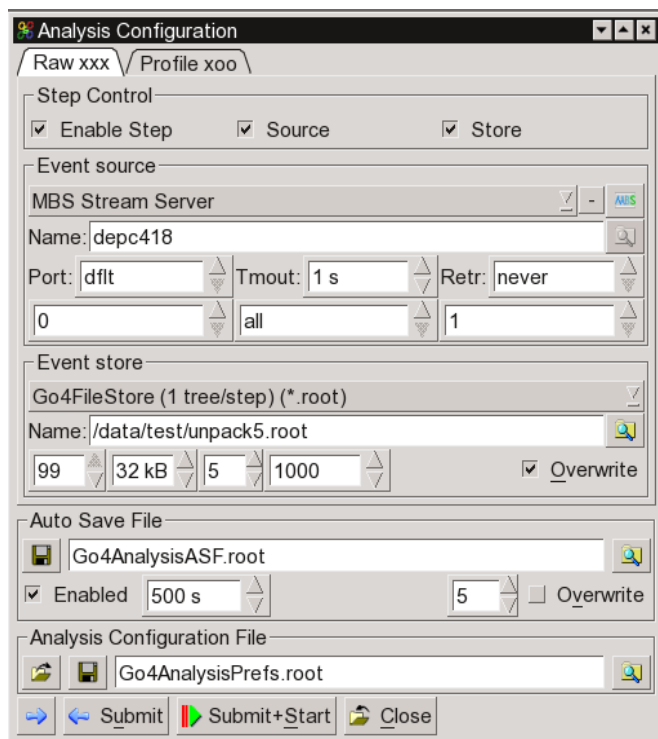 Analysis Configuration
Raw xxx Profile xoo
Step Control
Enable Step Source Store
Event source
MBS Stream Server - MBS
Name: depc418
Port: dflt Tmout: 1 s Retr: never
0 all 1
Event store
Go4FileStore (1 tree/step) (*.root)
Name: /data/test/unpack5.root
99 32 kB 5 1000 Overwrite
Auto Save File
Go4AnalysisASF.root
Enabled 500 s 5 Overwrite
Analysis Configuration File
Go4AnalysisPrefs.root
Submit Submit+Start Close